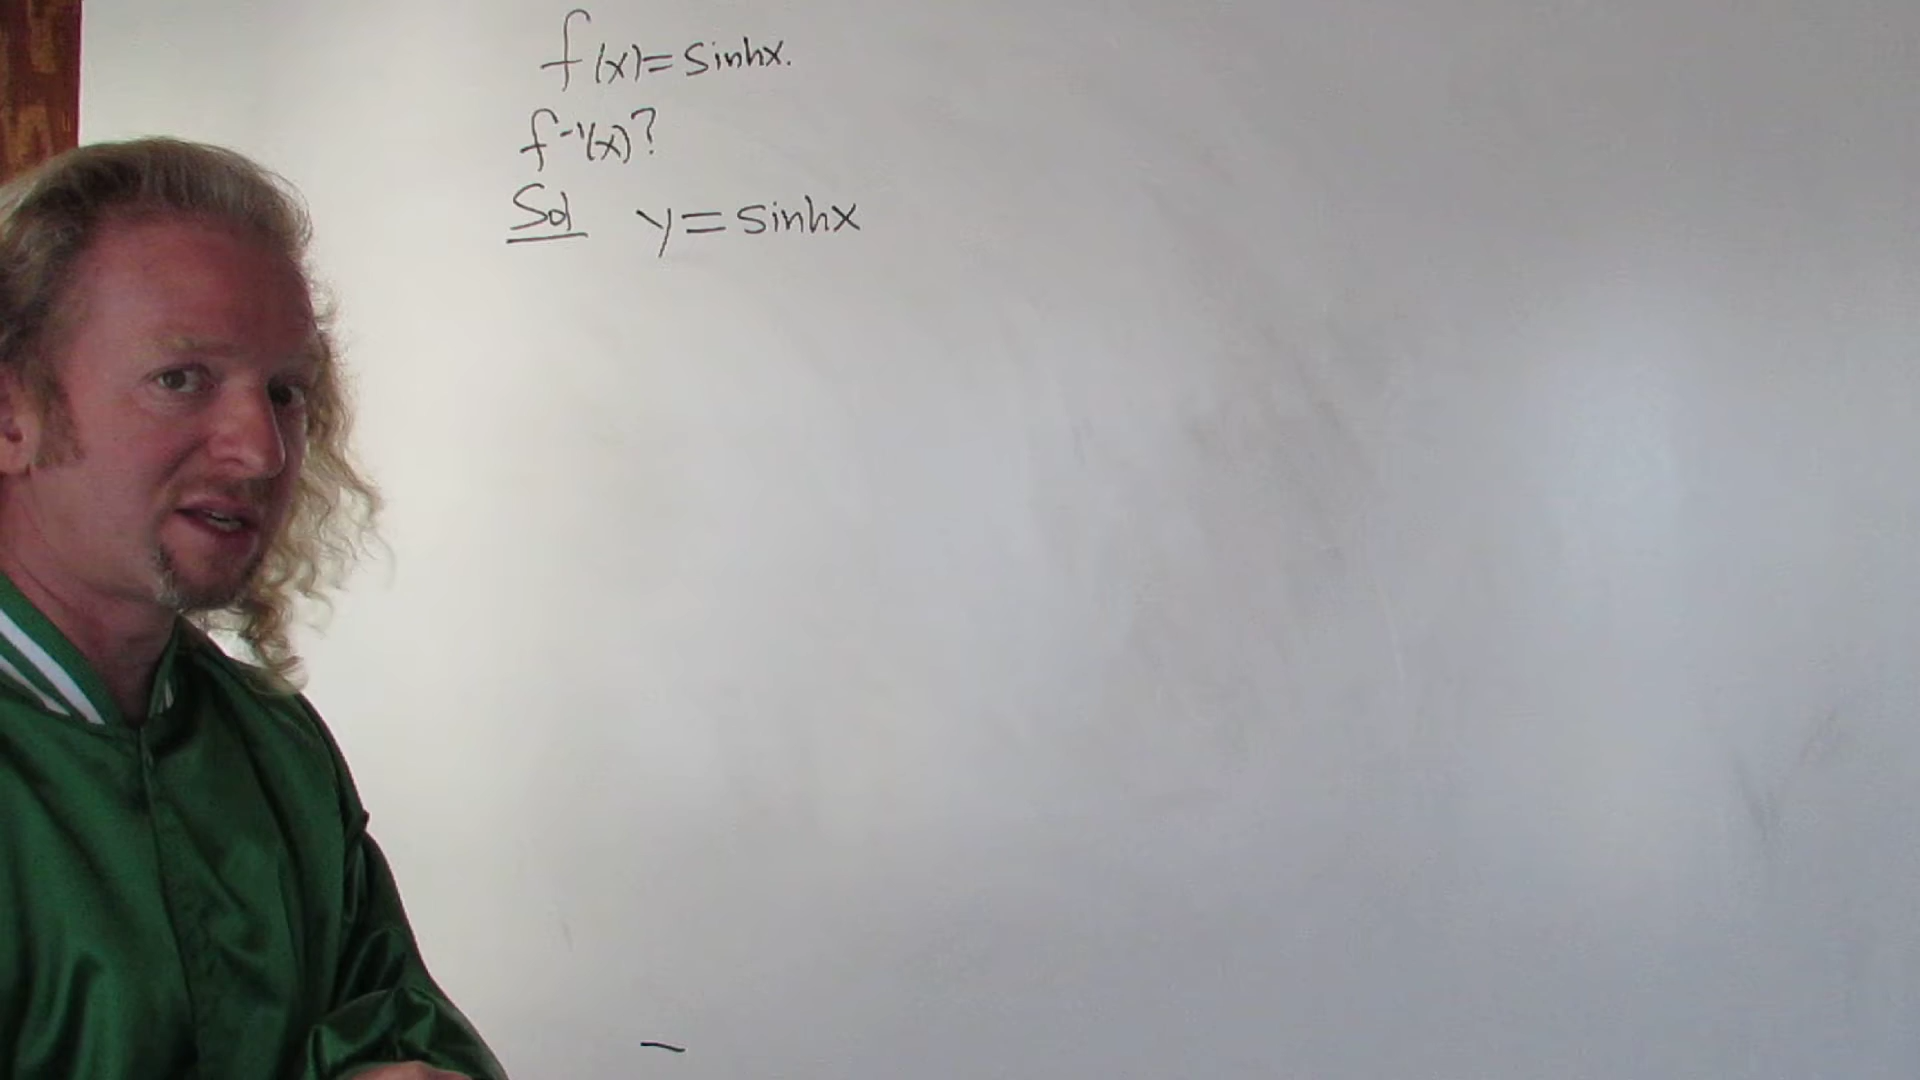 f(x)=sinhx.
f⁻¹(x)?
Sol y=sinhx